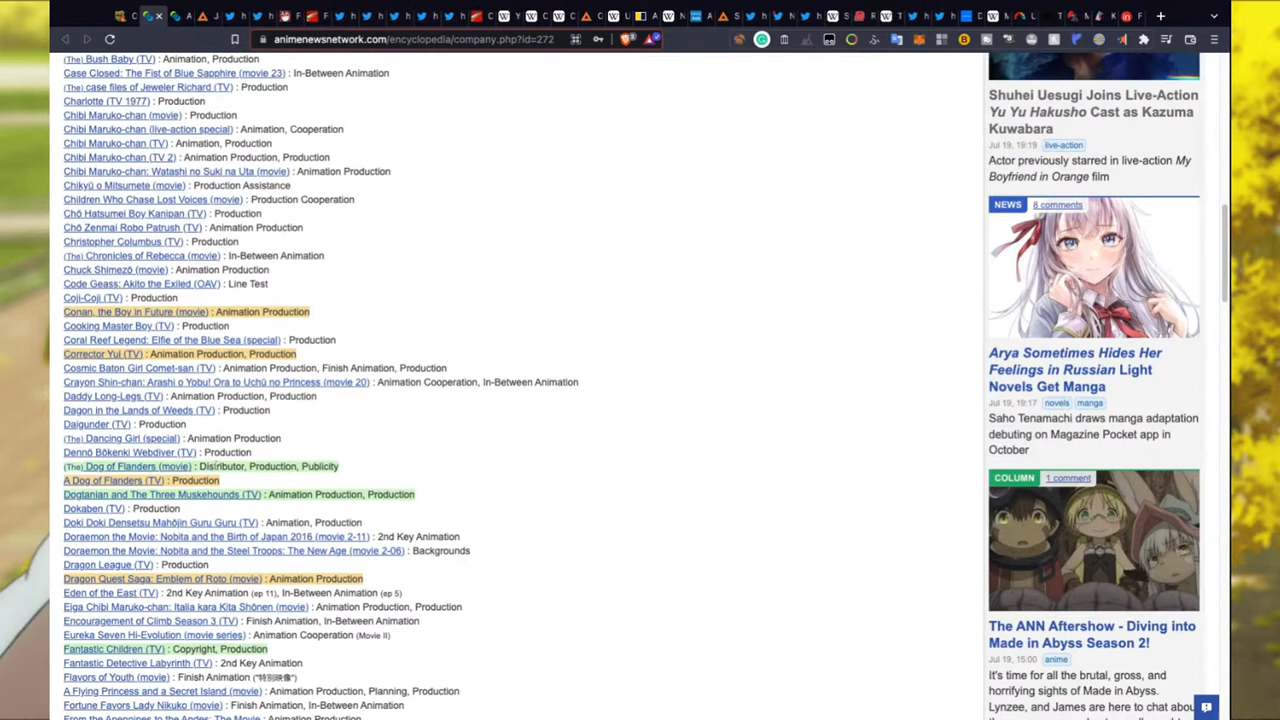 animenewsnetwork.com/encyclopedia/company.php?id=272
(The) Bush Baby (TV) : Animation, Production
Case Closed: The Fist of Blue Sapphire (movie 23) : In-Between Animation
(The) case files of Jeweler Richard (TV) : Production
Charlotte (TV 1977) : Production
Chibi Maruko-chan (movie) : Production
Chibi Maruko-chan (live-action special) : Animation, Cooperation
Chibi Maruko-chan (TV) : Animation, Production
Chibi Maruko-chan (TV 2) : Animation Production, Production
Chibi Maruko-chan: Watashi no Suki na Uta (movie) : Animation Production
Chikyū o Mitsumete (movie) : Production Assistance
Children Who Chase Lost Voices (movie) : Production Cooperation
Chō Hatsumei Boy Kanipan (TV) : Production
Chō Zenmai Robo Patrush (TV) : Animation Production
Christopher Columbus (TV) : Production
(The) Chronicles of Rebecca (movie) : In-Between Animation
Chuck Shimezō (movie) : Animation Production
Code Geass: Akito the Exiled (OAV) : Line Test
Coji-Coji (TV) : Production
Conan, the Boy in Future (movie) : Animation Production
Cooking Master Boy (TV) : Production
Coral Reef Legend: Elfie of the Blue Sea (special) : Production
Corrector Yui (TV) : Animation Production, Production
Cosmic Baton Girl Comet-san (TV) : Animation Production, Finish Animation, Production
Crayon Shin-chan: Arashi o Yobu! Ora to Uchū no Princess (movie 20) : Animation Cooperation, In-Between Animation
Daddy Long-Legs (TV) : Animation Production, Production
Dagon in the Lands of Weeds (TV) : Production
Daigunder (TV) : Production
(The) Dancing Girl (special) : Animation Production
Dennō Bōkenki Webdiver (TV) : Production
(The) Dog of Flanders (movie) : Distributor, Production, Publicity
A Dog of Flanders (TV) : Production
Dogtanian and The Three Muskehounds (TV) : Animation Production, Production
Dokaben (TV) : Production
Doki Doki Densetsu Mahōjin Guru Guru (TV) : Animation, Production
Doraemon the Movie: Nobita and the Birth of Japan 2016 (movie 2-11) : 2nd Key Animation
Doraemon the Movie: Nobita and the Steel Troops: The New Age (movie 2-06) : Backgrounds
Dragon League (TV) : Production
Dragon Quest Saga: Emblem of Roto (movie) : Animation Production
Eden of the East (TV) : 2nd Key Animation (ep 11), In-Between Animation (ep 5)
Eiga Chibi Maruko-chan: Italia kara Kita Shōnen (movie) : Animation Production, Production
Encouragement of Climb Season 3 (TV) : Finish Animation, In-Between Animation
Eureka Seven Hi-Evolution (movie series) : Animation Cooperation (Movie II)
Fantastic Children (TV) : Copyright, Production
Fantastic Detective Labyrinth (TV) : 2nd Key Animation
Flavors of Youth (movie) : Finish Animation ("特別映像")
A Flying Princess and a Secret Island (movie) : Animation Production, Planning, Production
Fortune Favors Lady Nikuko (movie) : Finish Animation, In-Between Animation
From the Apennines to the Andes: The Movie : Animation Production
Shuhei Uesugi Joins Live-Action
Yu Yu Hakusho Cast as Kazuma
Kuwabara
Jul 19, 19:19 live-action
Actor previously starred in live-action My
Boyfriend in Orange film
NEWS 8 comments
Arya Sometimes Hides Her
Feelings in Russian Light
Novels Get Manga
Jul 19, 19:17 novels manga
Saho Tenamachi draws manga adaptation
debuting on Magazine Pocket app in
October
COLUMN 1 comment
The ANN Aftershow - Diving into
Made in Abyss Season 2!
Jul 19, 15:00 anime
It's time for all the brutal, gross, and
horrifying sights of Made in Abyss.
Lynzee, and James are here to chat about